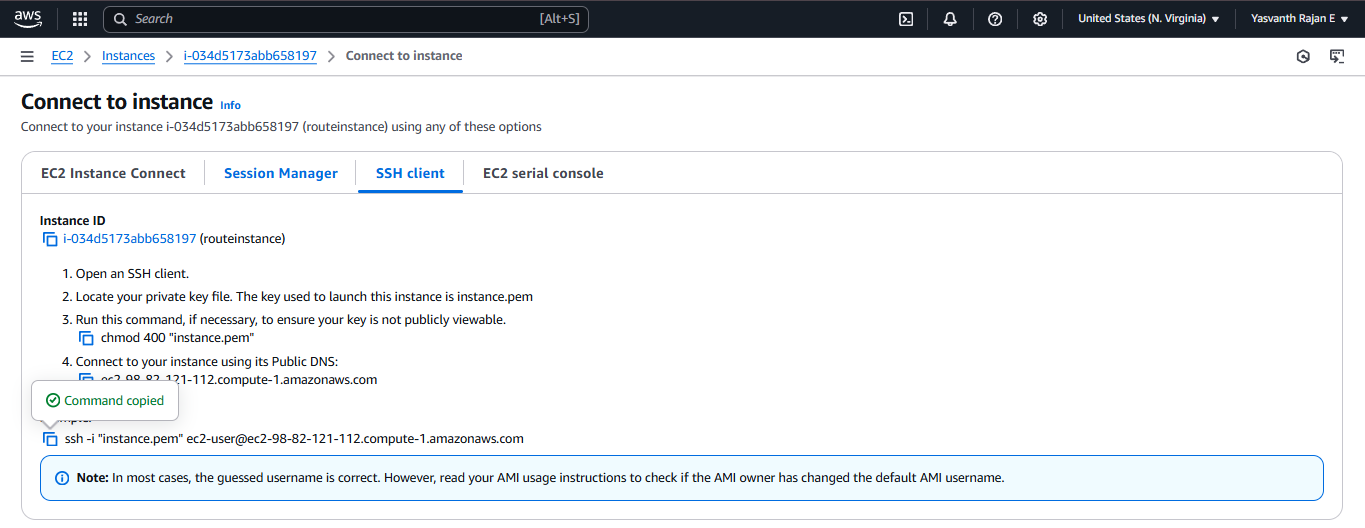 aws
Search [Alt+S]
United States (N. Virginia)
Yasvanth Rajan E
EC2 > Instances > i-034d5173abb658197 > Connect to instance
Connect to instance Info
Connect to your instance i-034d5173abb658197 (routeinstance) using any of these options
EC2 Instance Connect
Session Manager
SSH client
EC2 serial console
Instance ID
i-034d5173abb658197 (routeinstance)
1. Open an SSH client.
2. Locate your private key file. The key used to launch this instance is instance.pem
3. Run this command, if necessary, to ensure your key is not publicly viewable.
chmod 400 "instance.pem"
4. Connect to your instance using its Public DNS:
ec2-98-82-121-112.compute-1.amazonaws.com
Command copied
ssh -i "instance.pem" ec2-user@ec2-98-82-121-112.compute-1.amazonaws.com
Note: In most cases, the guessed username is correct. However, read your AMI usage instructions to check if the AMI owner has changed the default AMI username.